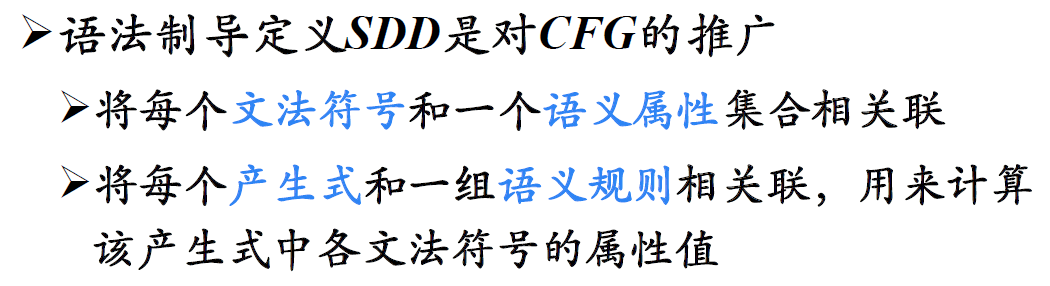 ➢语法制导定义SDD是对CFG的推广
➢将每个文法符号和一个语义属性集合相关联
➢将每个产生式和一组语义规则相关联，用来计算
该产生式中各文法符号的属性值